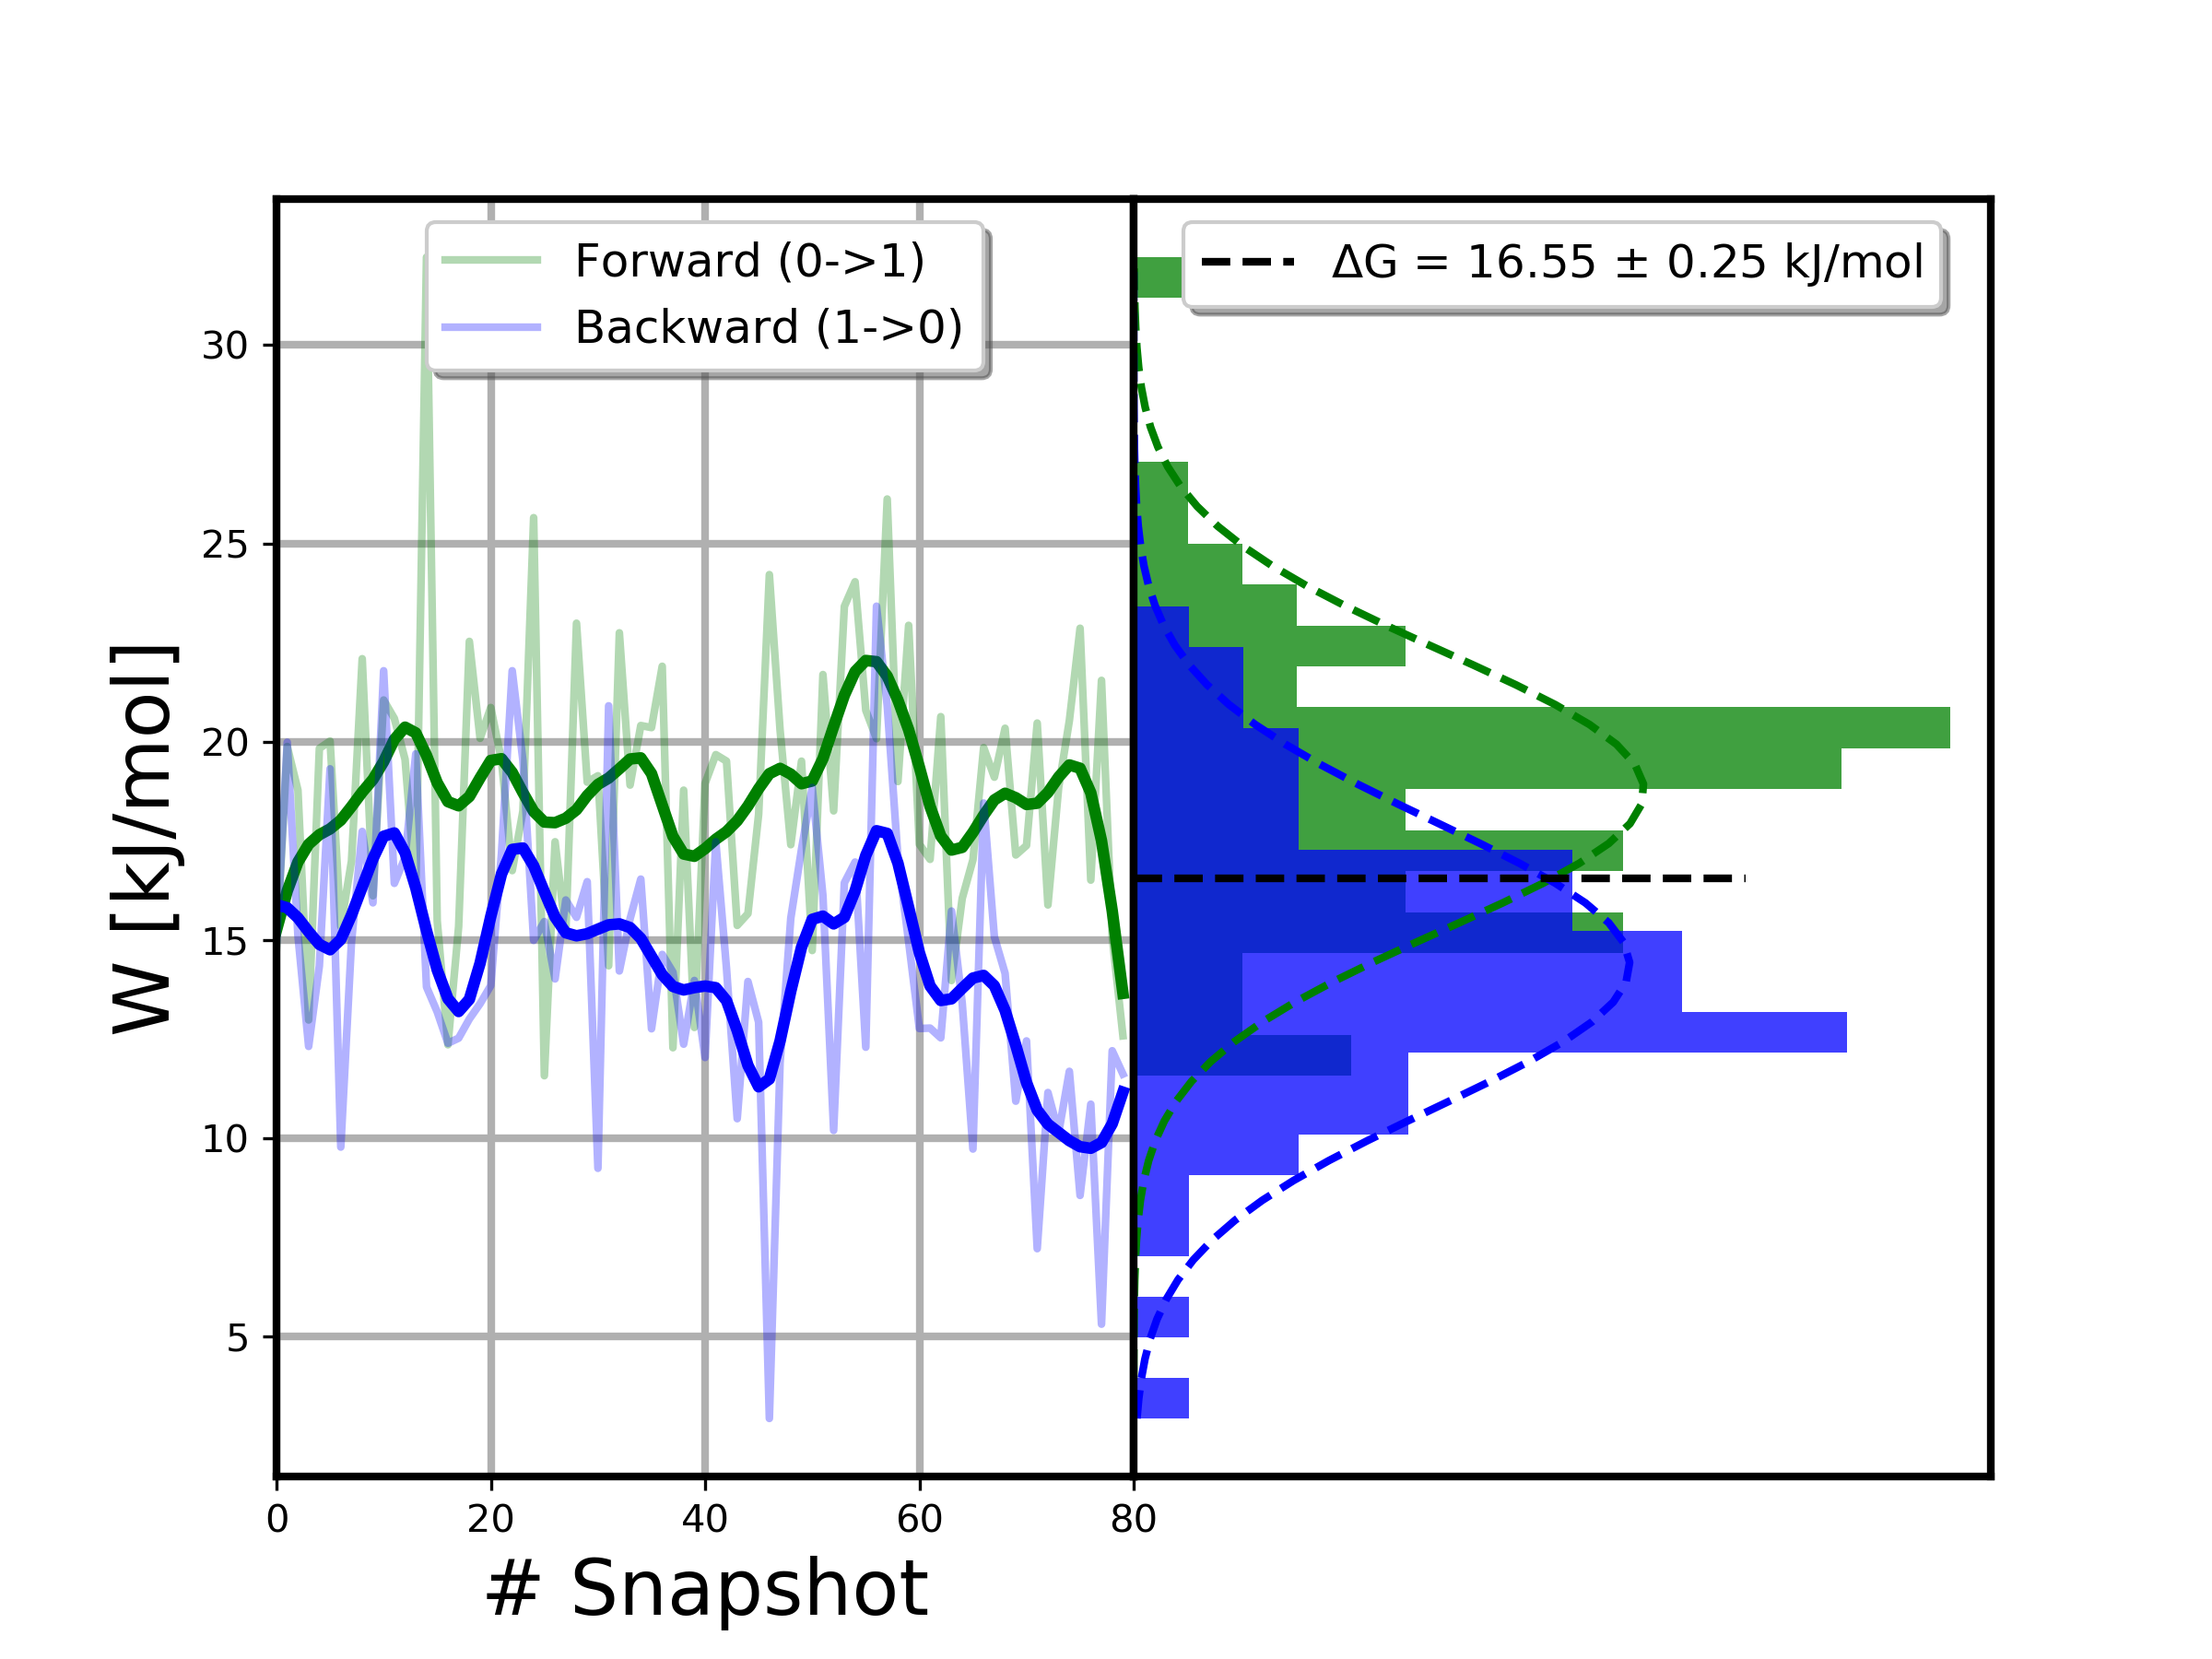 Forward (0->1)
Backward (1->0)
ΔG = 16.55 ± 0.25 kJ/mol
W [kJ/mol]
30
25
20
15
10
5
0
20
40
60
80
# Snapshot